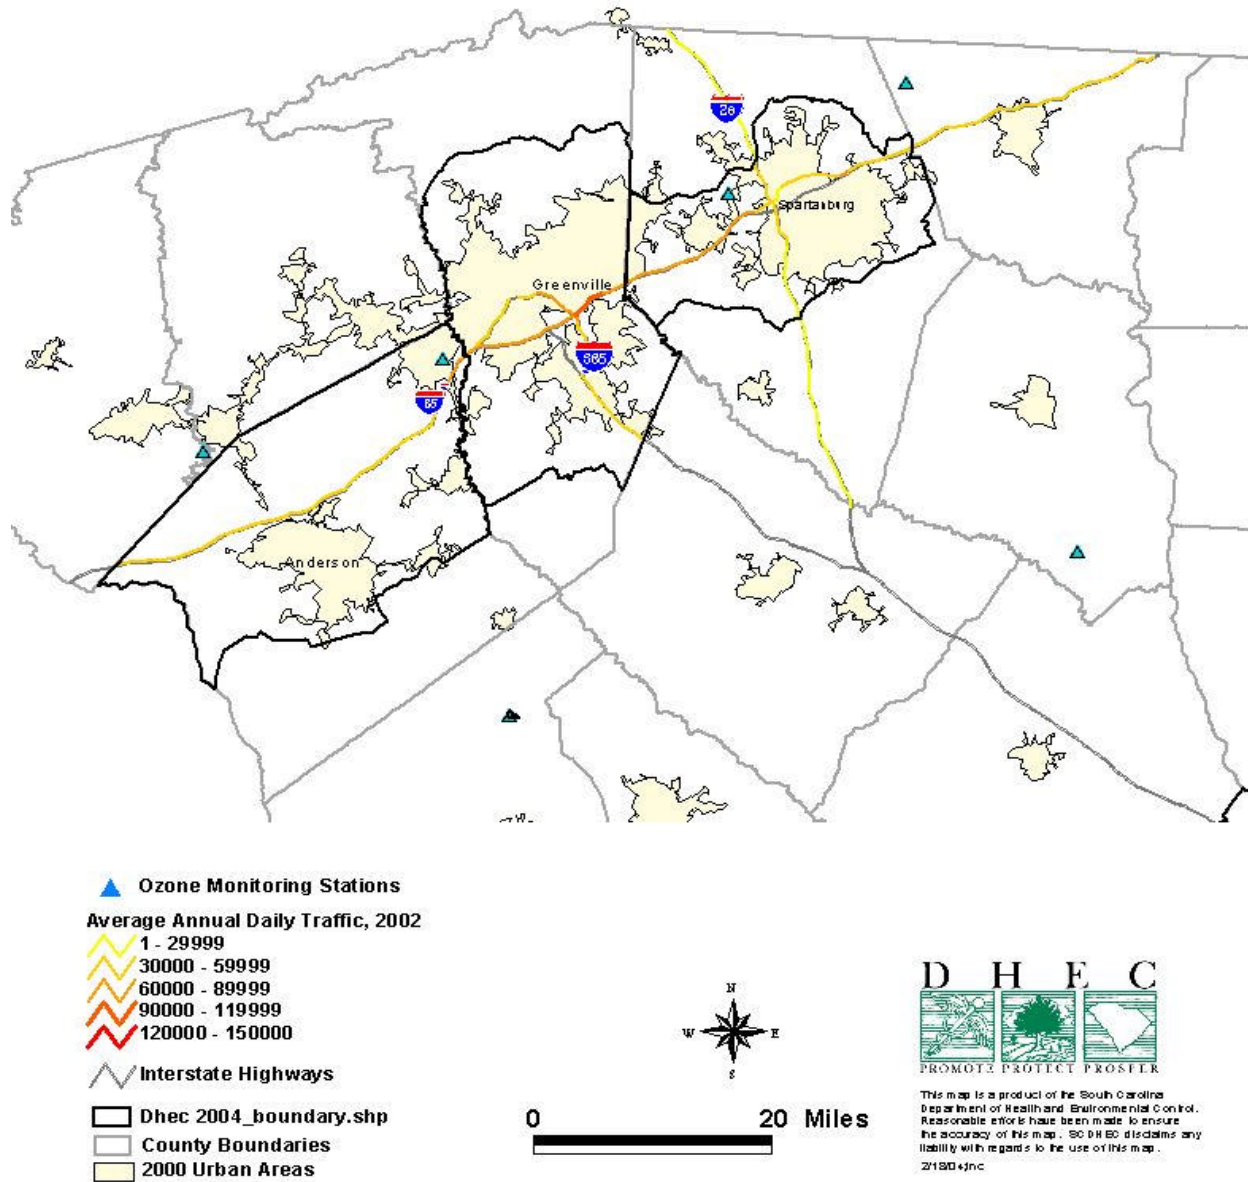 26
Spartanburg
Greenville
385
85
Anderson
Ozone Monitoring Stations
Average Annual Daily Traffic, 2002
1 - 29999
30000 - 59999
60000 - 89999
90000 - 119999
120000 - 150000
Interstate Highways
Dhec 2004_boundary.shp
County Boundaries
2000 Urban Areas
N
W E
S
0 20 Miles
D H E C
PROMOTE PROTECT PROSPER
This map is a product of the South Carolina
Department of Health and Environmental Control.
Reasonable efforts have been made to ensure
the accuracy of this map. SCDHEC disclaims any
liability with regards to the use of this map.
2/18/04jnc